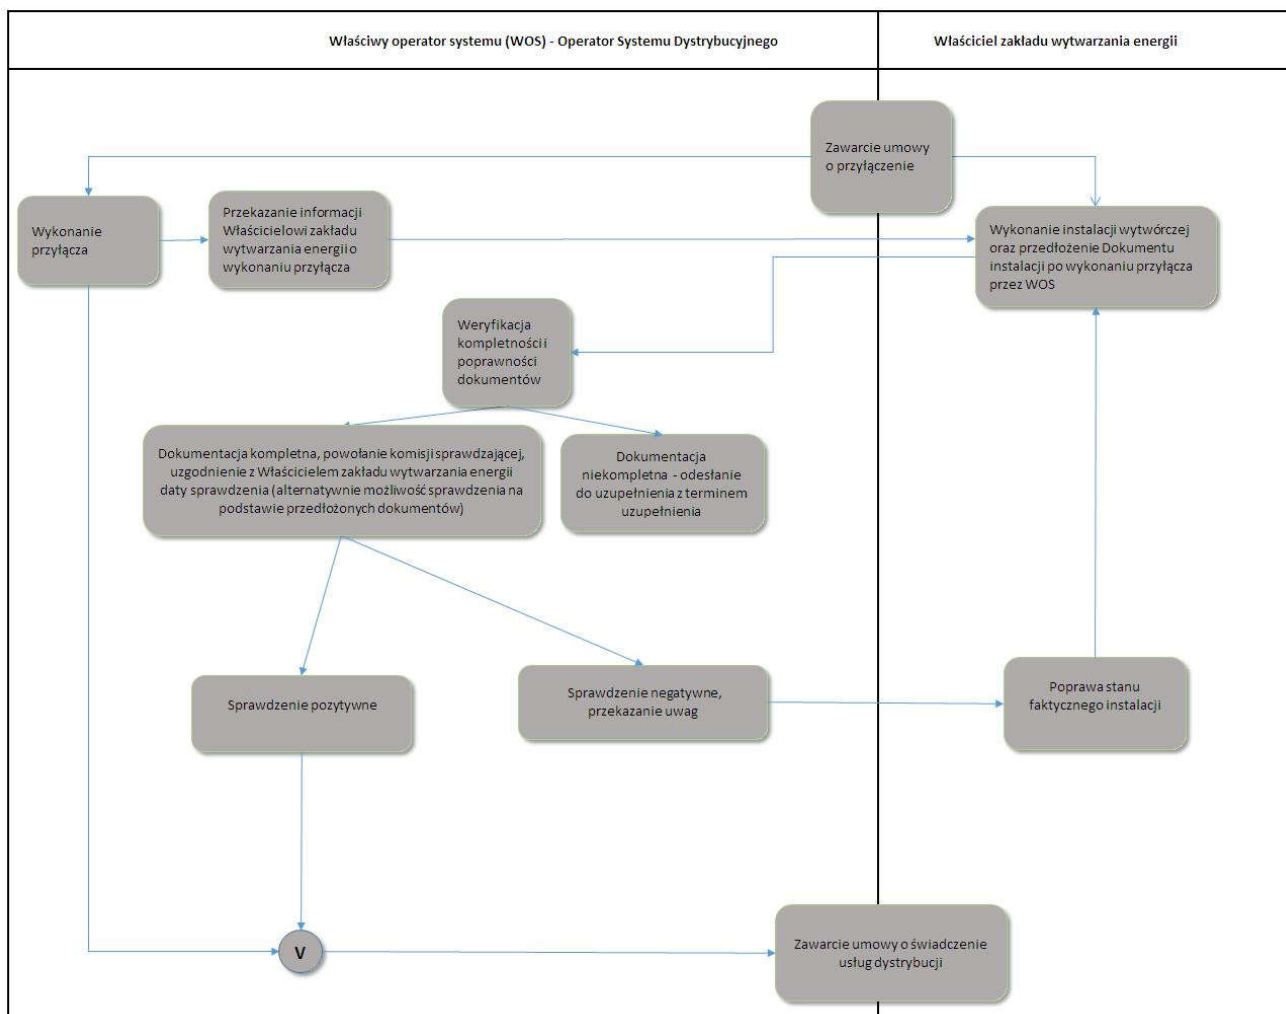 Właściwy operator systemu (WOS) - Operator Systemu Dystrybucyjnego
Właściciel zakładu wytwarzania energii
Zawarcie umowy
o przyłączenie
Wykonanie
przyłącza
Przekazanie informacji
Właścicielowi zakładu
wytwarzania energii o
wykonaniu przyłącza
Wykonanie instalacji wytwórczej
oraz przedłożenie Dokumentu
instalacji po wykonaniu przyłącza
przez WOS
Weryfikacja
kompletności i
poprawności
dokumentów
Dokumentacja kompletna, powołanie komisji sprawdzającej,
uzgodnienie z Właścicielem zakładu wytwarzania energii
daty sprawdzenia (alternatywnie możliwość sprawdzenia na
podstawie przedłożonych dokumentów)
Dokumentacja
niekompletna - odesłanie
do uzupełnienia z terminem
uzupełnienia
Sprawdzenie pozytywne
Sprawdzenie negatywne,
przekazanie uwag
Poprawa stanu
faktycznego instalacji
V
Zawarcie umowy o świadczenie
usług dystrybucji